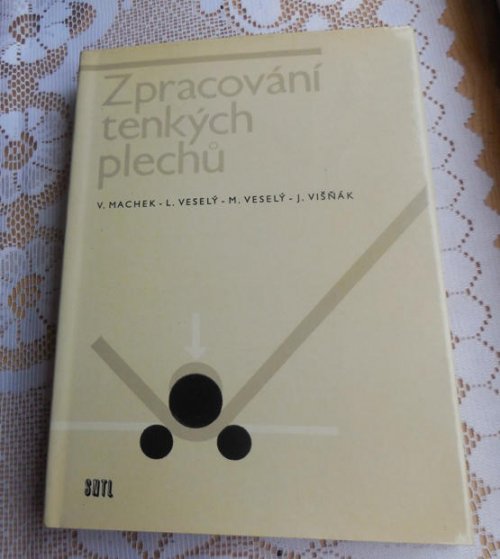 Zpracování
tenkých
plechů
V. MACHEK - L. VESELÝ - M. VESELÝ - J. VIŠŇÁK
SNTL